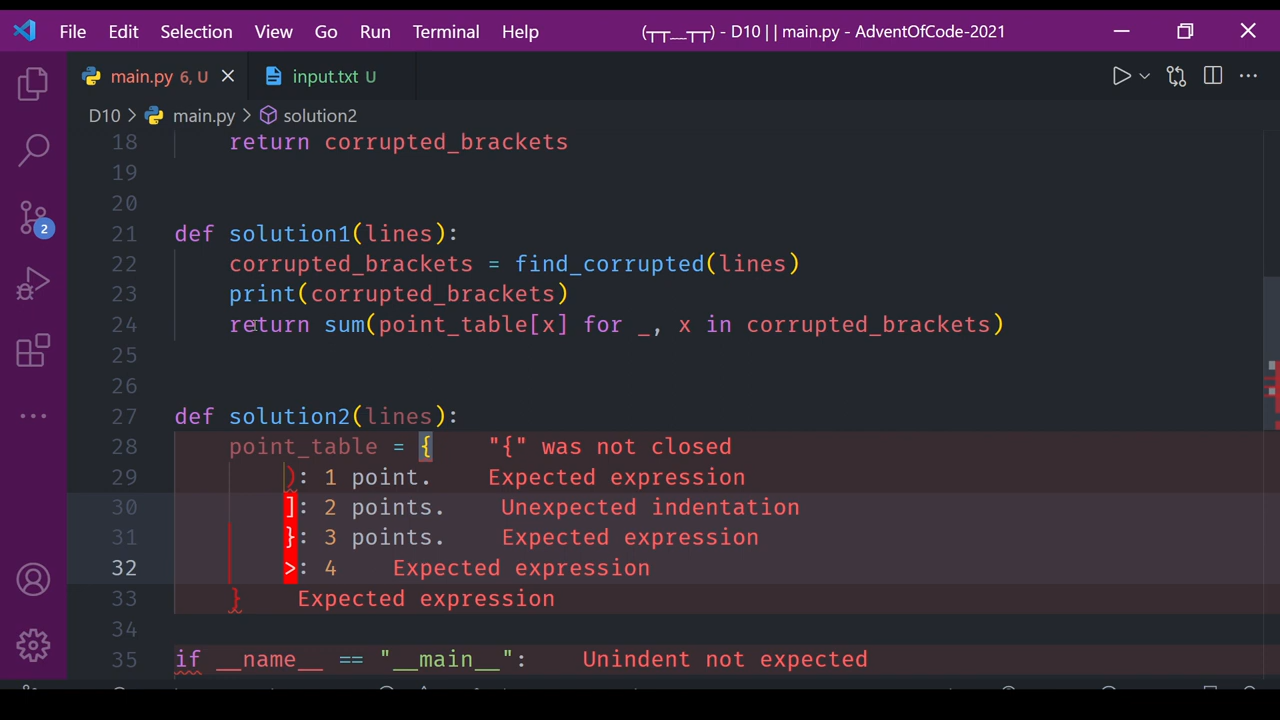 File Edit Selection View Go Run Terminal Help (┬┬﹏┬┬) - D10 | | main.py - AdventOfCode-2021
main.py 6, U input.txt U
D10 > main.py > solution2
18 return corrupted_brackets
19
20
21 def solution1(lines):
22 corrupted_brackets = find_corrupted(lines)
23 print(corrupted_brackets)
24 return sum(point_table[x] for _, x in corrupted_brackets)
25
26
27 def solution2(lines):
28 point_table = { "{" was not closed
29 ): 1 point. Expected expression
30 ]: 2 points. Unexpected indentation
31 }: 3 points. Expected expression
32 >: 4 Expected expression
33 } Expected expression
34
35 if __name__ == "__main__": Unindent not expected
2